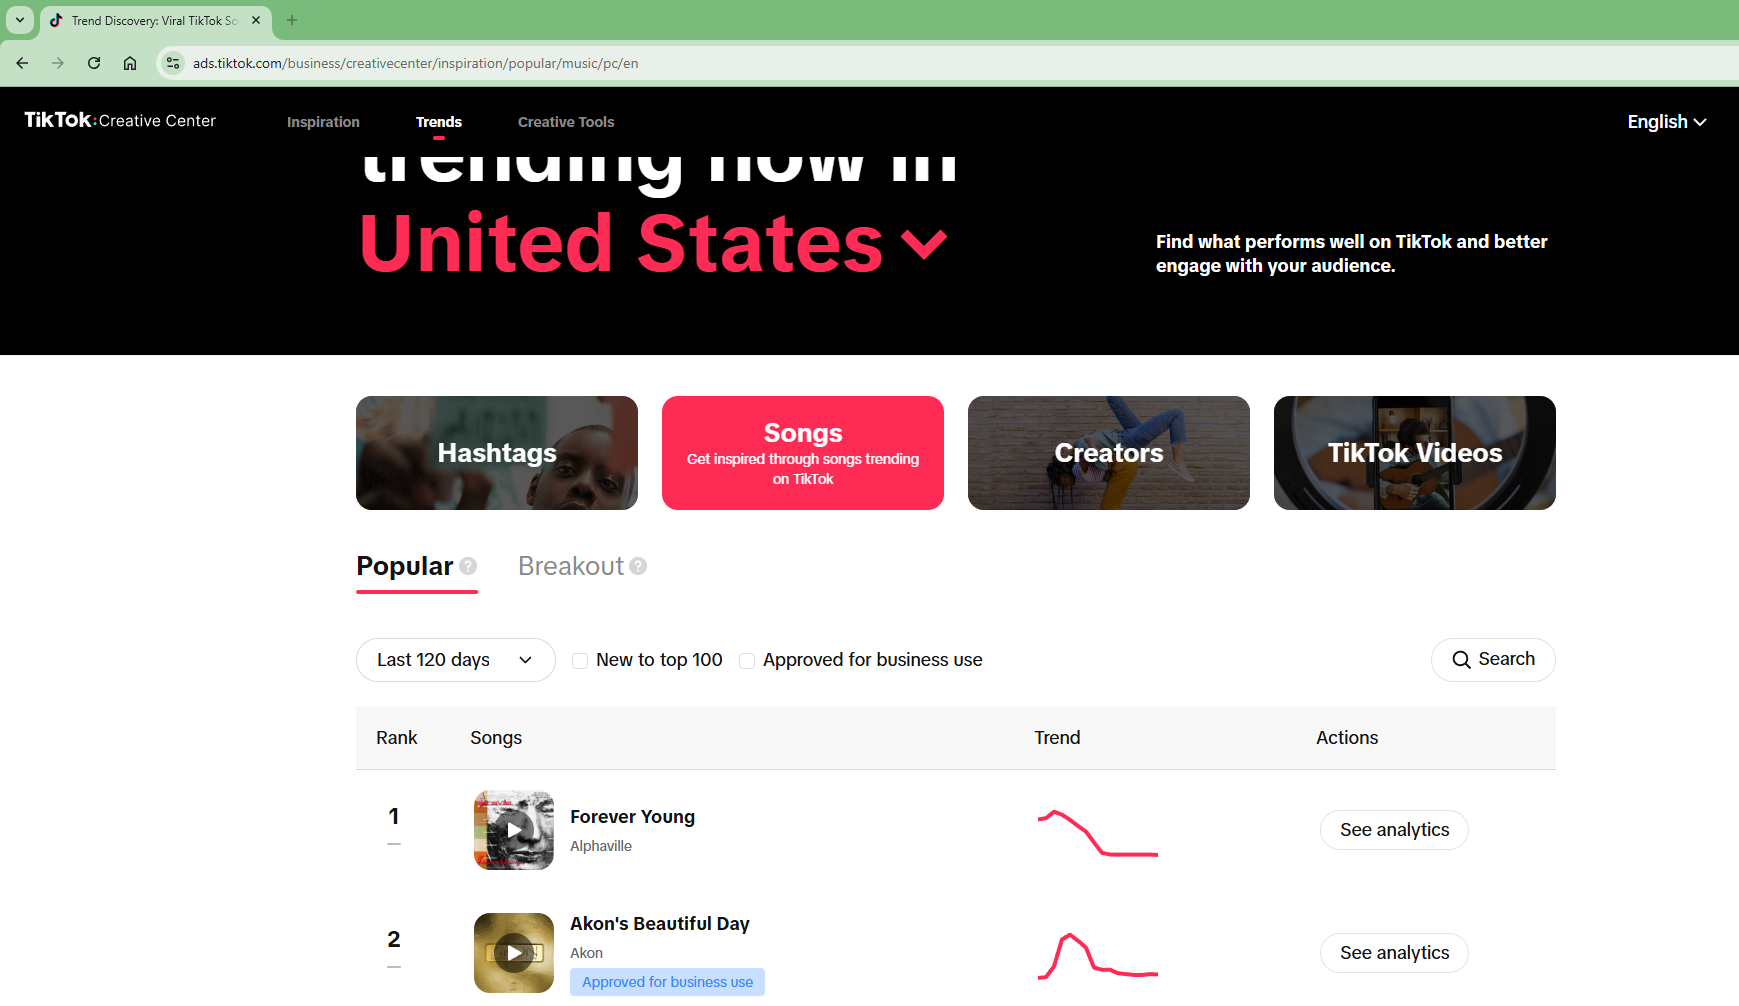 Trend Discovery: Viral TikTok So
ads.tiktok.com/business/creativecenter/inspiration/popular/music/pc/en
TikTok:Creative Center
Inspiration
Trends
Creative Tools
English
trending now in
United States
Find what performs well on TikTok and better
engage with your audience.
Hashtags
Songs
Get inspired through songs trending
on TikTok
Creators
TikTok Videos
Popular ?
Breakout ?
Last 120 days
New to top 100
Approved for business use
Search
Rank
Songs
Trend
Actions
1
Forever Young
Alphaville
See analytics
2
Akon's Beautiful Day
Akon
Approved for business use
See analytics